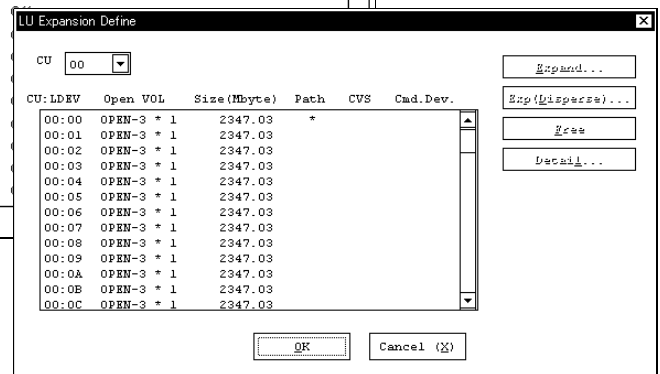 LU Expansion Define
CU 00
Expand...
CU:LDEV Open VOL Size(Mbyte) Path CVS Cmd.Dev.
Exp(Disperse)...
00:00 OPEN-3 * 1 2347.03 *
00:01 OPEN-3 * 1 2347.03
Free
00:02 OPEN-3 * 1 2347.03
00:03 OPEN-3 * 1 2347.03
Detail...
00:04 OPEN-3 * 1 2347.03
00:05 OPEN-3 * 1 2347.03
00:06 OPEN-3 * 1 2347.03
00:07 OPEN-3 * 1 2347.03
00:08 OPEN-3 * 1 2347.03
00:09 OPEN-3 * 1 2347.03
00:0A OPEN-3 * 1 2347.03
00:0B OPEN-3 * 1 2347.03
00:0C OPEN-3 * 1 2347.03
OK Cancel (X)